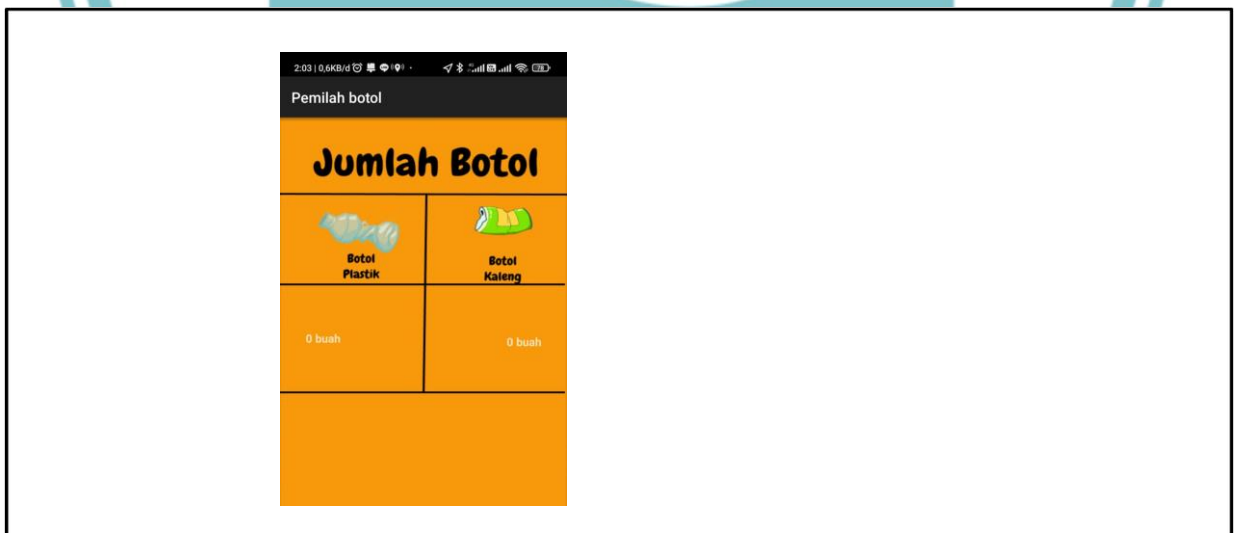 2:03 | 0,6KB/d
Pemilah botol
Jumlah Botol
Botol
Plastik
Botol
Kaleng
0 buah
0 buah